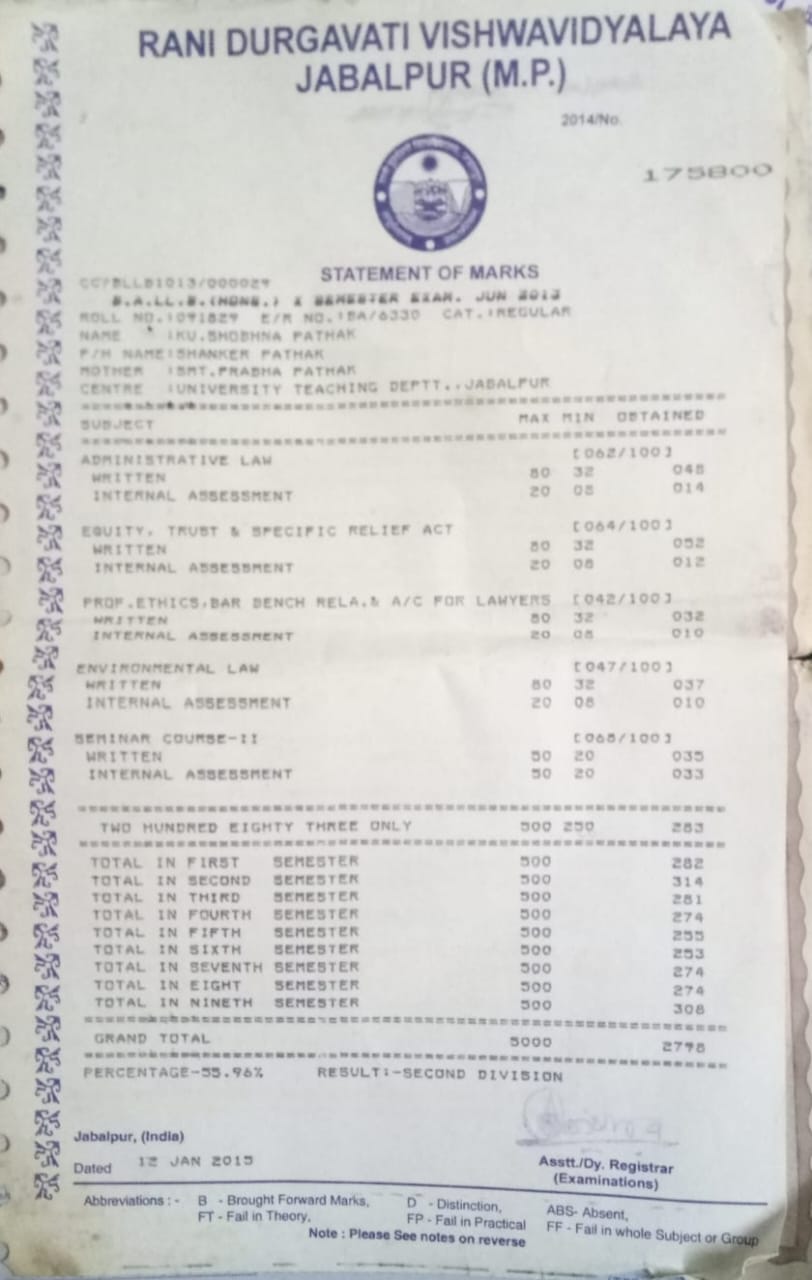 RANI DURGAVATI VISHWAVIDYALAYA
JABALPUR (M.P.)
2014/No.
175800
STATEMENT OF MARKS
CC/BLLB1013/000029
B.A.LL.B.(HONS.) X SEMESTER EXAM. JUN 2013
ROLL NO.:091829 E/R NO.:BA/6330 CAT.:REGULAR
NAME :KU.SHOBHNA PATHAK
F/H NAME:SHANKER PATHAK
MOTHER :SMT.PRABHA PATHAK
CENTRE :UNIVERSITY TEACHING DEPTT.,JABALPUR
SUBJECT MAX MIN OBTAINED
ADMINISTRATIVE LAW [062/100]
WRITTEN 80 32 048
INTERNAL ASSESSMENT 20 08 014
EQUITY, TRUST & SPECIFIC RELIEF ACT [064/100]
WRITTEN 80 32 052
INTERNAL ASSESSMENT 20 08 012
PROF.ETHICS,BAR BENCH RELA.& A/C FOR LAWYERS [042/100]
WRITTEN 80 32 032
INTERNAL ASSESSMENT 20 08 010
ENVIRONMENTAL LAW [047/100]
WRITTEN 80 32 037
INTERNAL ASSESSMENT 20 08 010
SEMINAR COURSE-II [068/100]
WRITTEN 50 20 035
INTERNAL ASSESSMENT 50 20 033
TWO HUNDRED EIGHTY THREE ONLY 500 250 283
TOTAL IN FIRST SEMESTER 500 282
TOTAL IN SECOND SEMESTER 500 314
TOTAL IN THIRD SEMESTER 500 281
TOTAL IN FOURTH SEMESTER 500 274
TOTAL IN FIFTH SEMESTER 500 255
TOTAL IN SIXTH SEMESTER 500 253
TOTAL IN SEVENTH SEMESTER 500 274
TOTAL IN EIGHT SEMESTER 500 274
TOTAL IN NINETH SEMESTER 500 308
GRAND TOTAL 5000 2798
PERCENTAGE-55.96% RESULT:-SECOND DIVISION
Jabalpur, (India)
Dated 12 JAN 2015
Asstt./Dy. Registrar
(Examinations)
Abbreviations : - B - Brought Forward Marks, D - Distinction, ABS- Absent,
FT - Fail in Theory, FP - Fail in Practical FF - Fail in whole Subject or Group
Note : Please See notes on reverse